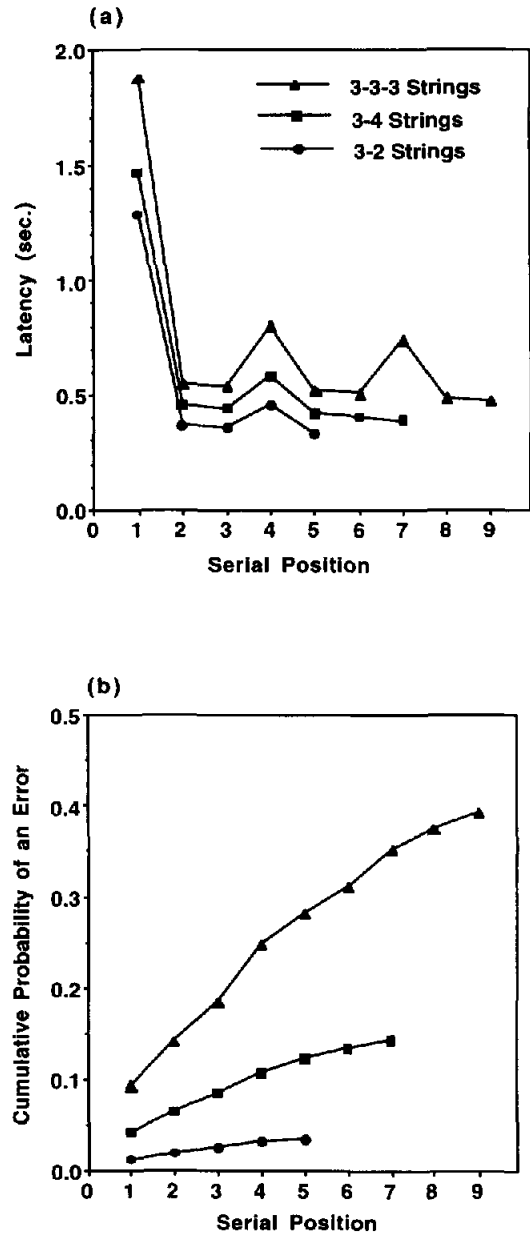 (a)
2.0
1.5
1.0
0.5
0.0
Latency (sec.)
3-3-3 Strings
3-4 Strings
3-2 Strings
0 1 2 3 4 5 6 7 8 9
Serial Position
(b)
0.5
0.4
0.3
0.2
0.1
0.0
Cumulative Probability of an Error
0 1 2 3 4 5 6 7 8 9
Serial Position